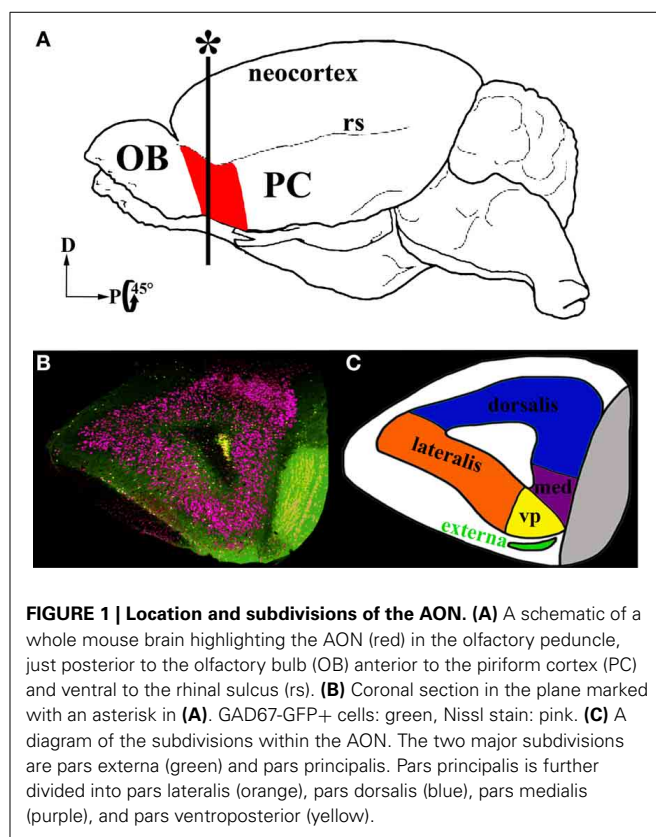 A
*
neocortex
rs
OB
PC
D
P 45°
B
C
dorsalis
lateralis
med
vp
externa
FIGURE 1 | Location and subdivisions of the AON. (A) A schematic of a
whole mouse brain highlighting the AON (red) in the olfactory peduncle,
just posterior to the olfactory bulb (OB) anterior to the piriform cortex (PC)
and ventral to the rhinal sulcus (rs). (B) Coronal section in the plane marked
with an asterisk in (A). GAD67-GFP+ cells: green, Nissl stain: pink. (C) A
diagram of the subdivisions within the AON. The two major subdivisions
are pars externa (green) and pars principalis. Pars principalis is further
divided into pars lateralis (orange), pars dorsalis (blue), pars medialis
(purple), and pars ventroposterior (yellow).